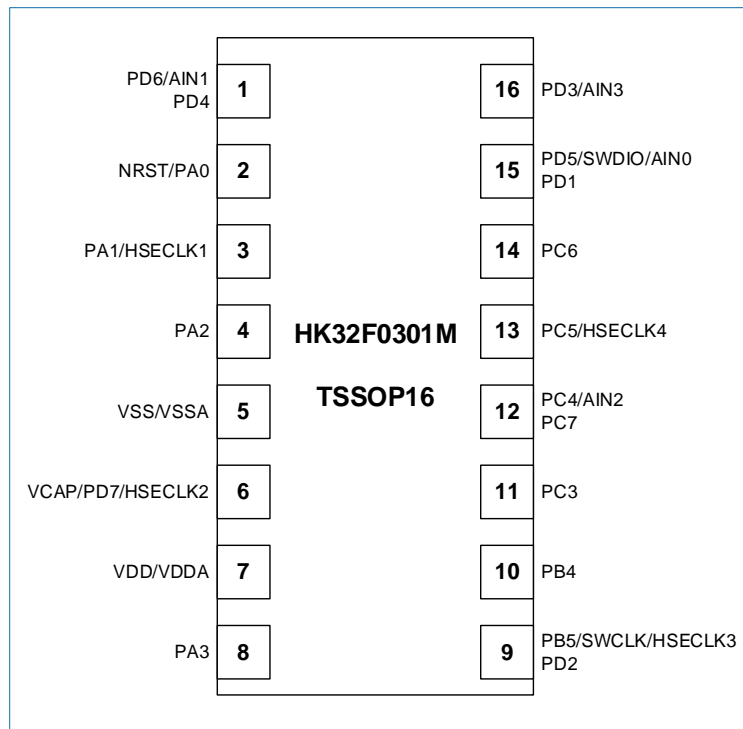 PD6/AIN1
PD4
1
NRST/PA0
2
PA1/HSECLK1
3
PA2
4
VSS/VSSA
5
VCAP/PD7/HSECLK2
6
VDD/VDDA
7
PA3
8
HK32F0301M
TSSOP16
16
PD3/AIN3
15
PD5/SWDIO/AIN0
PD1
14
PC6
13
PC5/HSECLK4
12
PC4/AIN2
PC7
11
PC3
10
PB4
9
PB5/SWCLK/HSECLK3
PD2